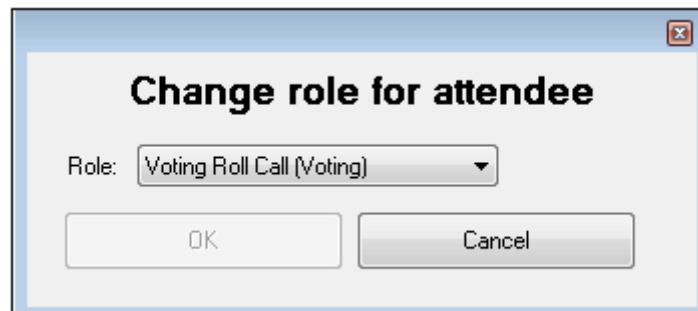 Change role for attendee
Role: Voting Roll Call (Voting)
OK Cancel